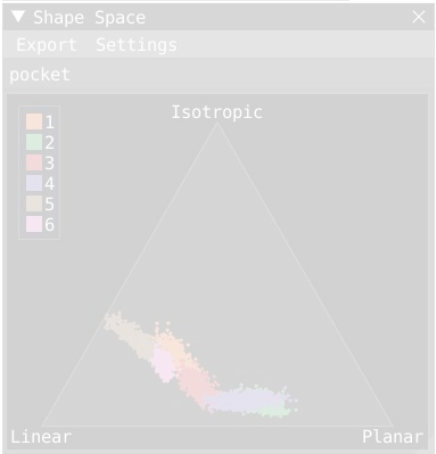 Shape Space
Export Settings
pocket
Isotropic
1
2
3
4
5
6
Linear Planar